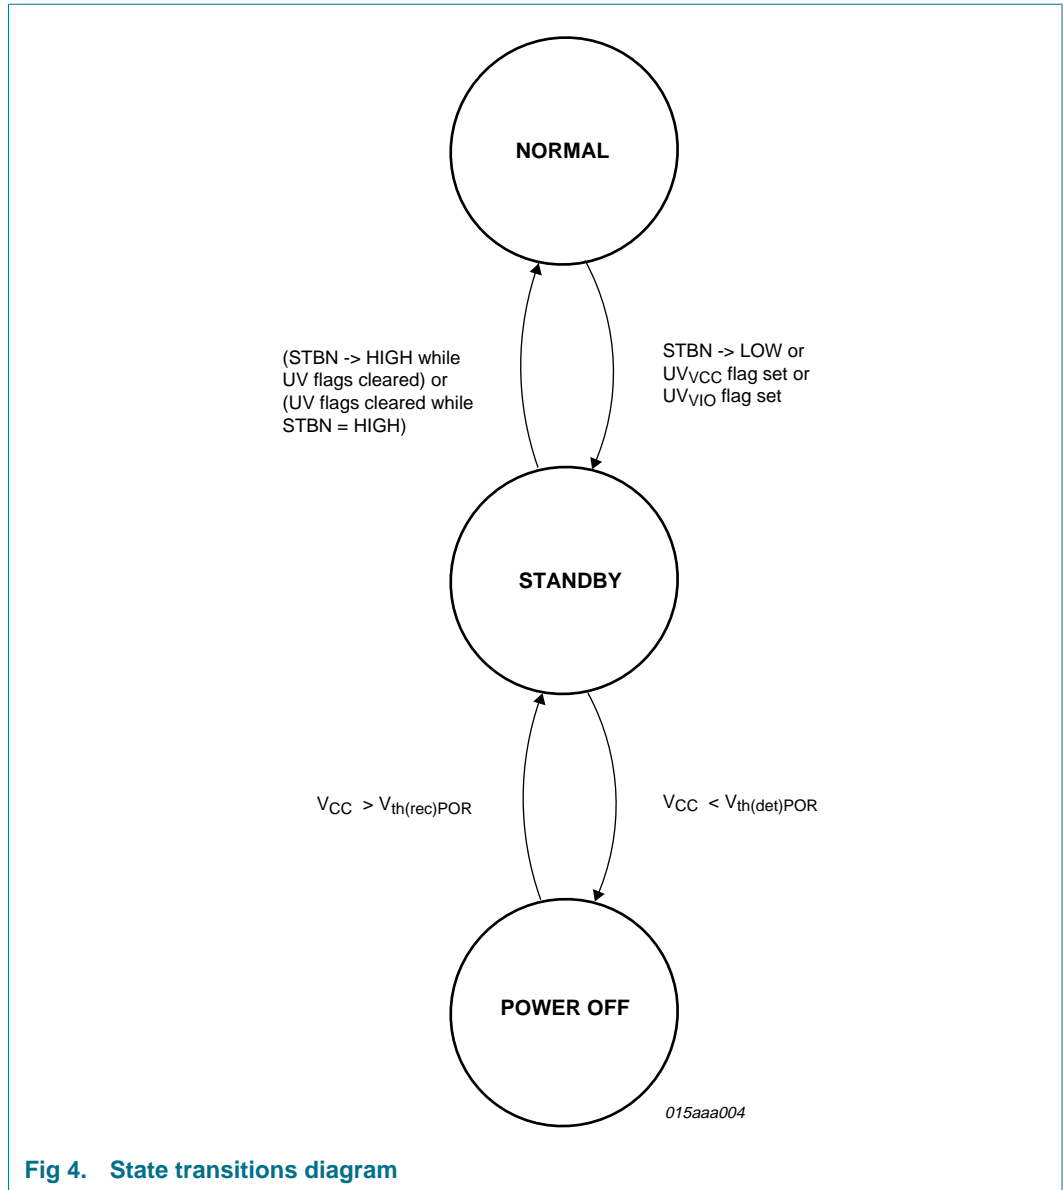 NORMAL
(STBN -> HIGH while
UV flags cleared) or
(UV flags cleared while
STBN = HIGH)
STBN -> LOW or
UVVCC flag set or
UVVIO flag set
STANDBY
VCC > Vth(rec)POR
VCC < Vth(det)POR
POWER OFF
015aaa004
Fig 4. State transitions diagram